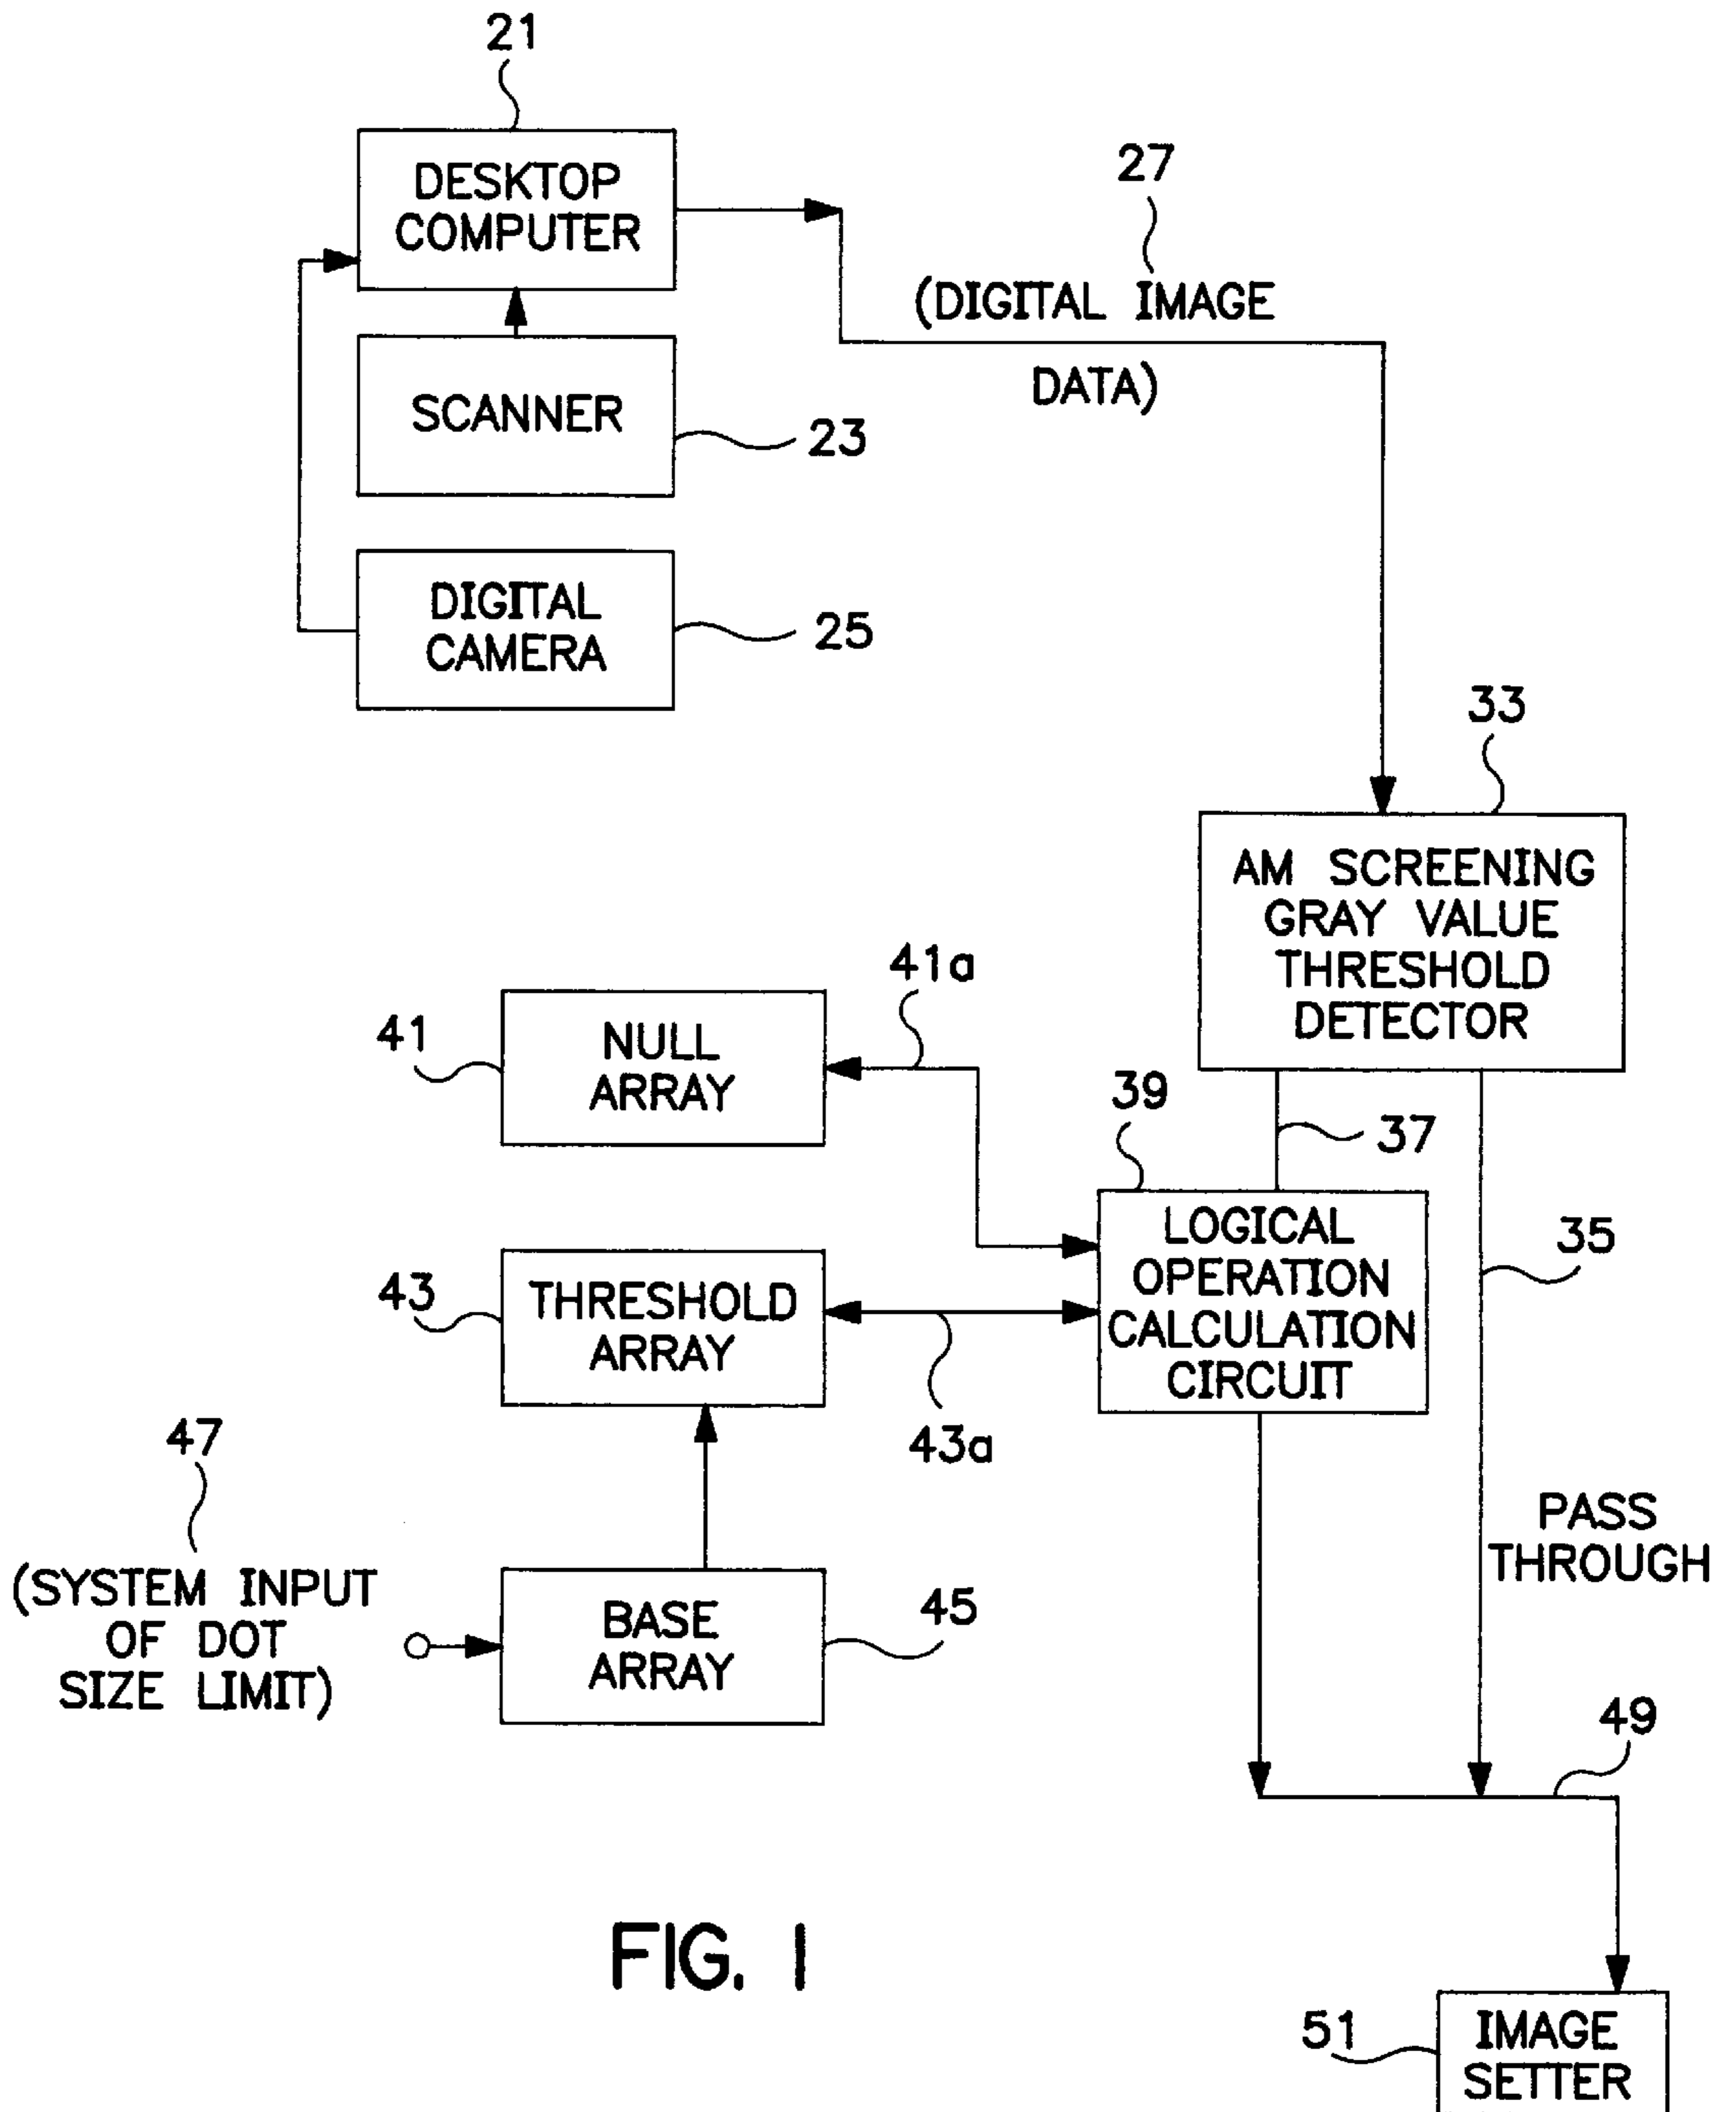 21
DESKTOP
COMPUTER
27
(DIGITAL IMAGE
DATA)
SCANNER
23
DIGITAL
CAMERA
25
33
AM SCREENING
GRAY VALUE
THRESHOLD
DETECTOR
41a
41
NULL
ARRAY
39
37
LOGICAL
OPERATION
CALCULATION
CIRCUIT
35
43
THRESHOLD
ARRAY
43a
47
(SYSTEM INPUT
OF DOT
SIZE LIMIT)
BASE
ARRAY
45
PASS
THROUGH
49
FIG. 1
51
IMAGE
SETTER